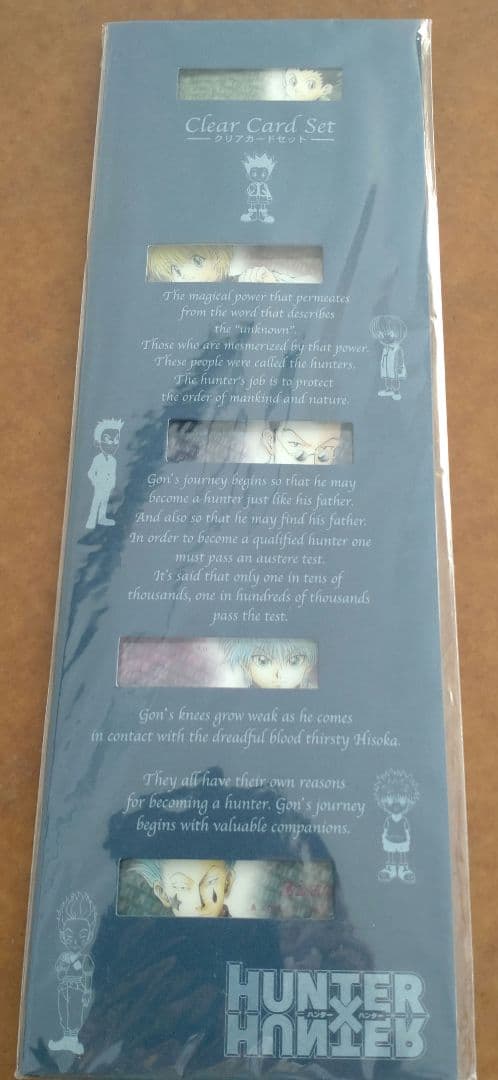 Clear Card Set
クリアカードセット
The magical power that permeates
from the word that describes
the "unknown".
Those who are mesmerized by that power.
These people were called the hunters.
The hunter's job is to protect
the order of mankind and nature.
Gon's journey begins so that he may
become a hunter just like his father.
And also so that he may find his father.
In order to become a qualified hunter one
must pass an austere test.
It's said that only one in tens of
thousands, one in hundreds of thousands
pass the test.
Gon's knees grow weak as he comes
in contact with the dreadful blood thirsty Hisoka.
They all have their own reasons
for becoming a hunter. Gon's journey
begins with valuable companions.
HUNTER
ハンター × ハンター
HUNTER